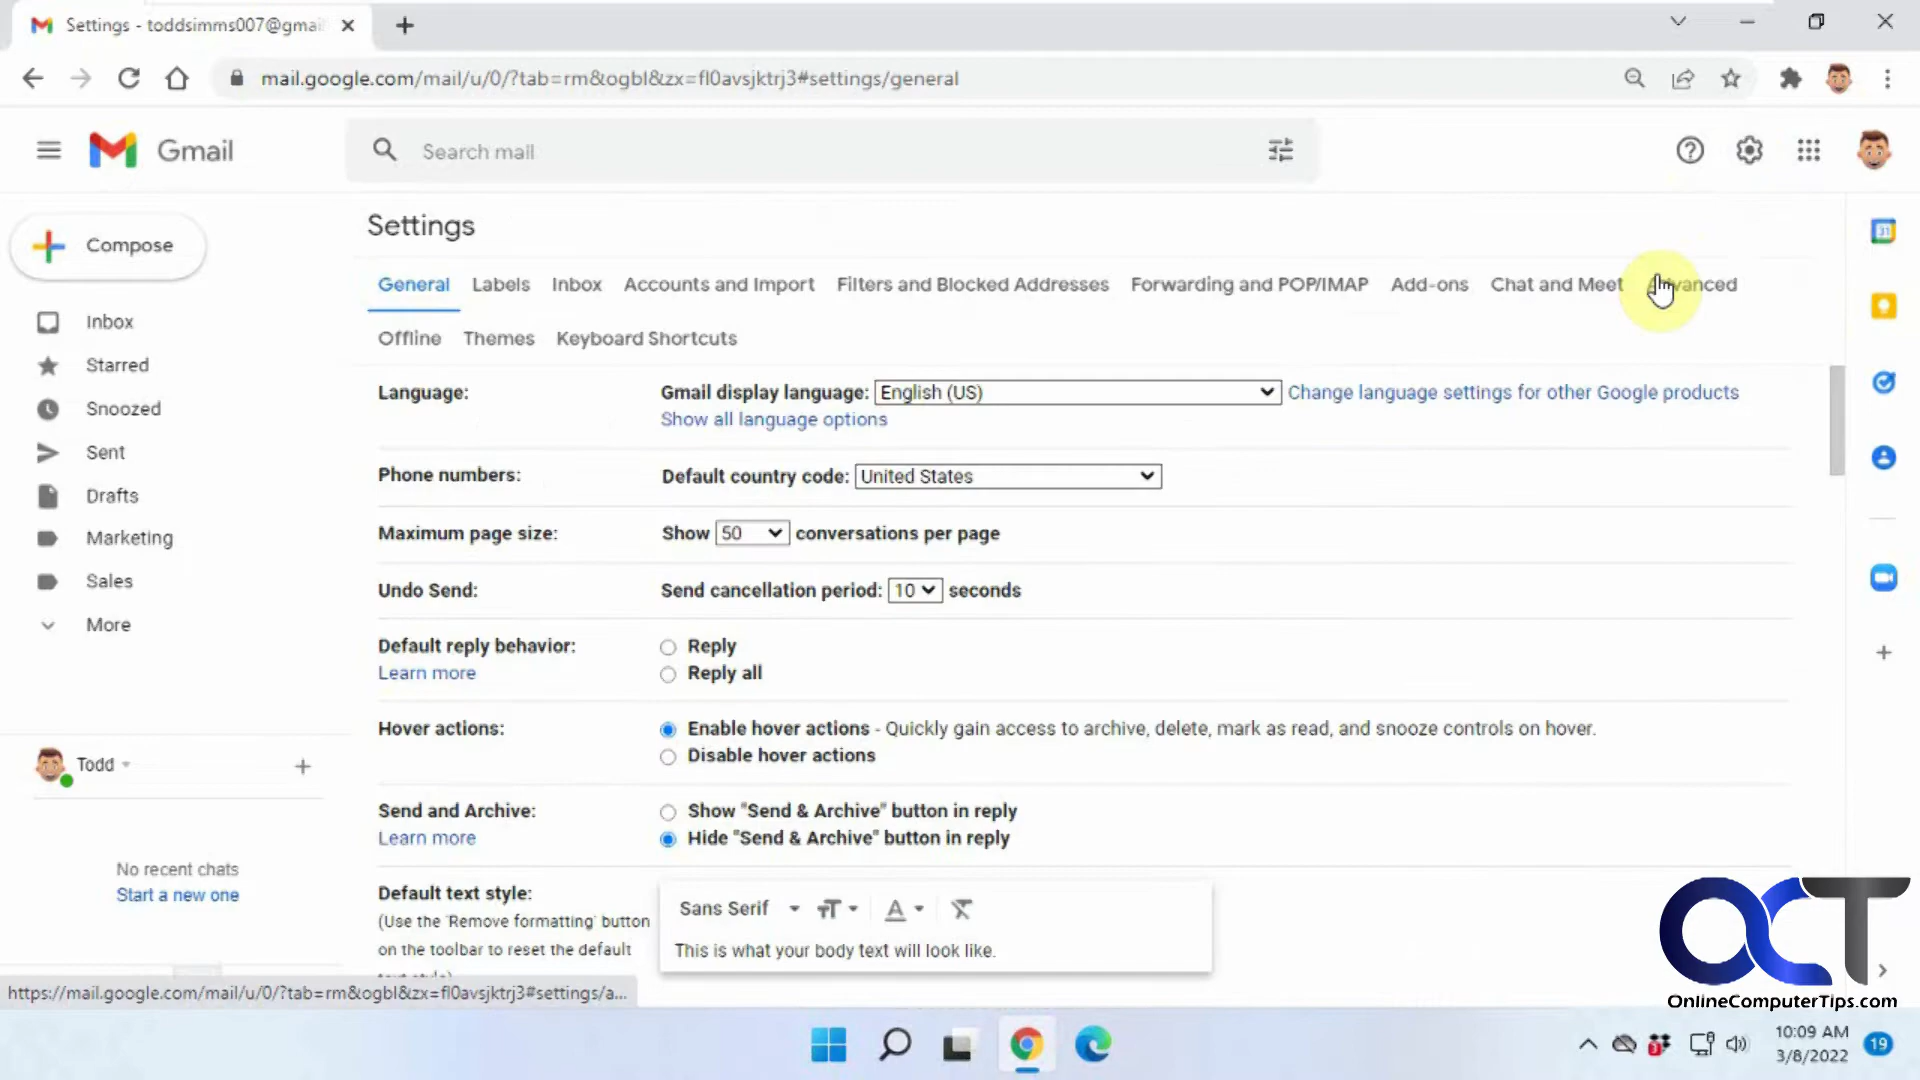 Settings - toddsimms007@gmai
mail.google.com/mail/u/0/?tab=rm&ogbl&zx=fl0avsjktrj3#settings/general
Gmail
Search mail
Compose
Inbox
Starred
Snoozed
Sent
Drafts
Marketing
Sales
More
Todd
No recent chats
Start a new one
Settings
General Labels Inbox Accounts and Import Filters and Blocked Addresses Forwarding and POP/IMAP Add-ons Chat and Meet Advanced
Offline Themes Keyboard Shortcuts
Language: Gmail display language: English (US) Change language settings for other Google products
Show all language options
Phone numbers: Default country code: United States
Maximum page size: Show 50 conversations per page
Undo Send: Send cancellation period: 10 seconds
Default reply behavior: Reply
Learn more Reply all
Hover actions: Enable hover actions - Quickly gain access to archive, delete, mark as read, and snooze controls on hover.
Disable hover actions
Send and Archive: Show "Send & Archive" button in reply
Learn more Hide "Send & Archive" button in reply
Default text style: Sans Serif
(Use the 'Remove formatting' button
on the toolbar to reset the default
text style)
This is what your body text will look like.
https://mail.google.com/mail/u/0/?tab=rm&ogbl&zx=fl0avsjktrj3#settings/a...
OCT
OnlineComputerTips.com
10:09 AM
3/8/2022
19
31